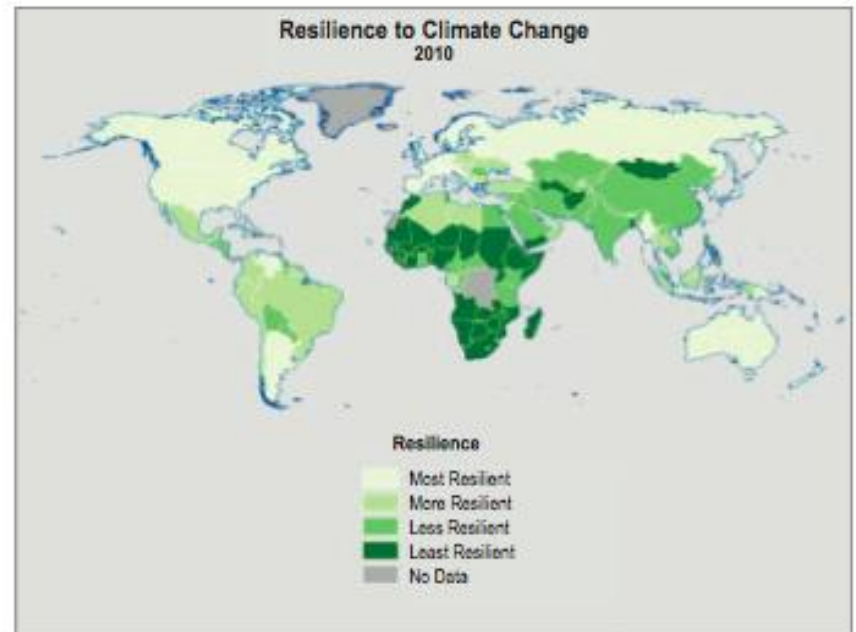 Resilience to Climate Change
2010
Resilience
Most Resilient
More Resilient
Less Resilient
Least Resilient
No Data